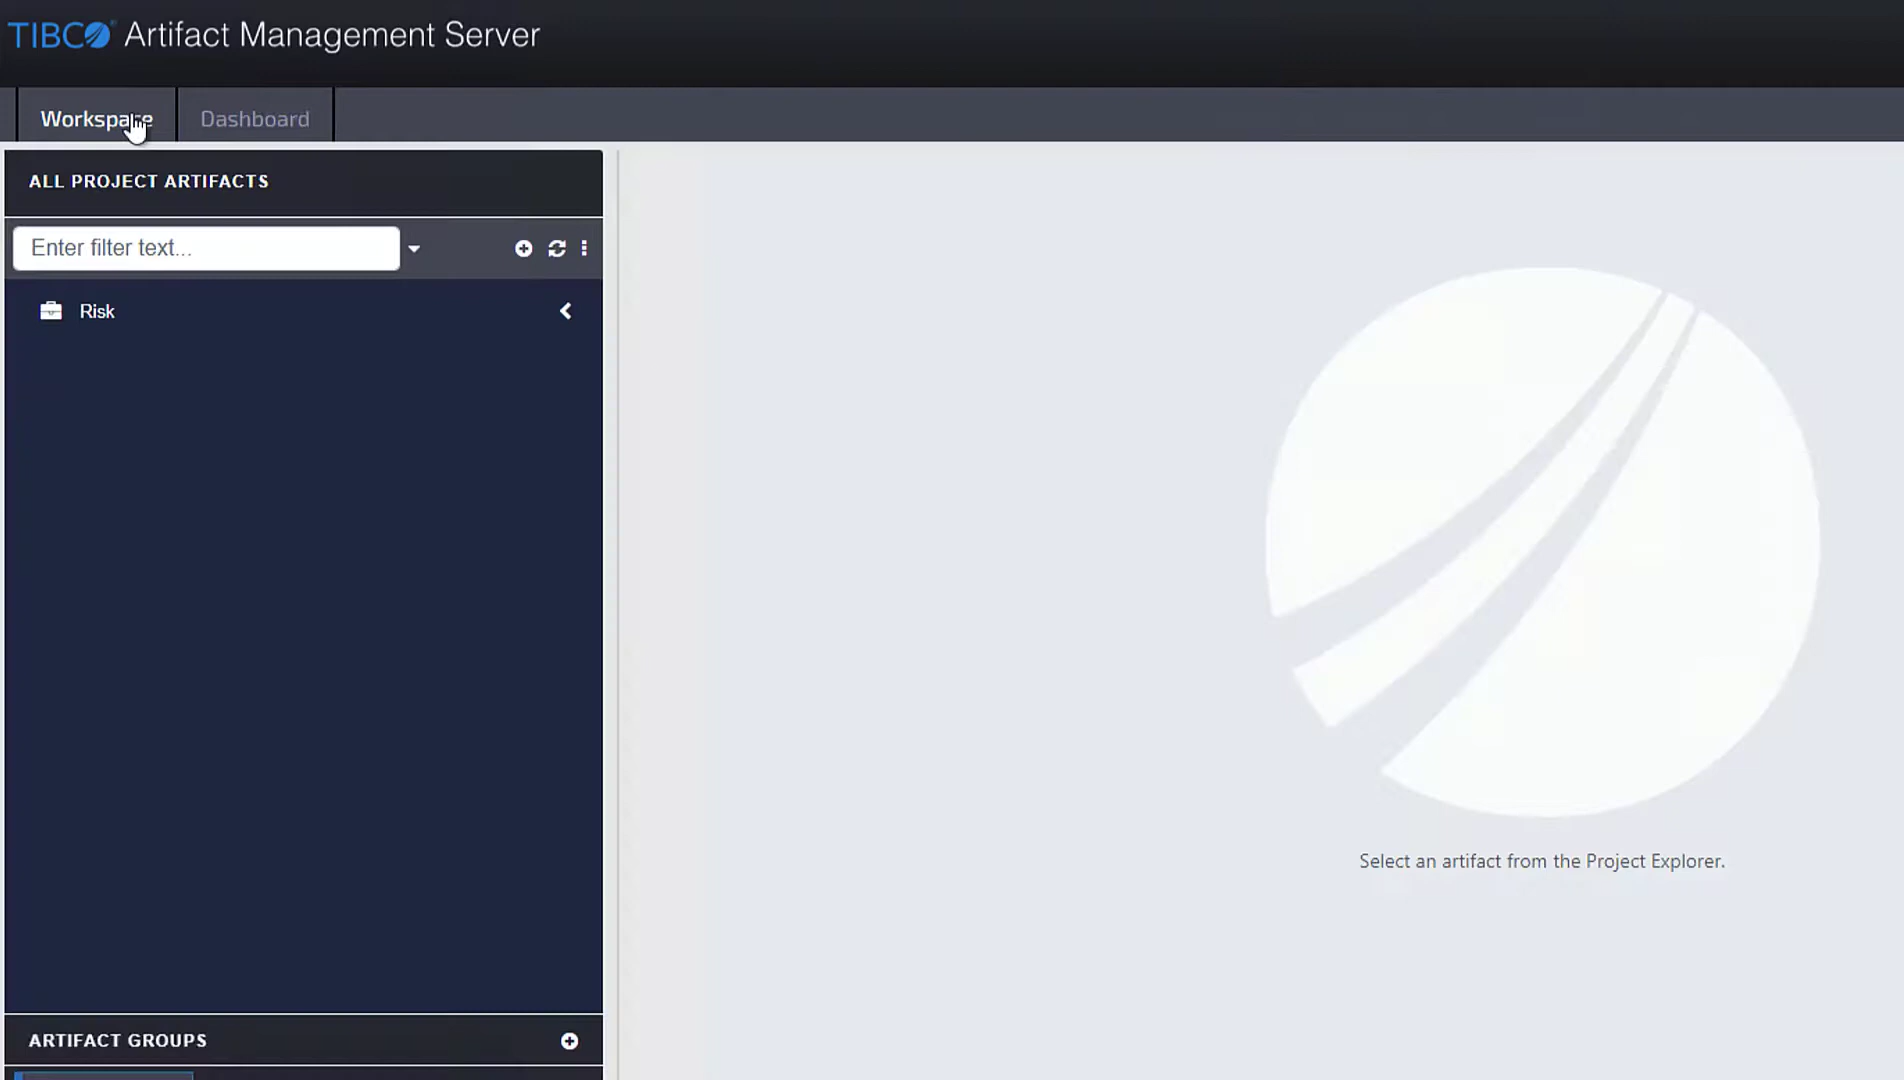 TIBCO® Artifact Management Server
Workspace Dashboard
ALL PROJECT ARTIFACTS
Enter filter text...
Risk
Select an artifact from the Project Explorer.
ARTIFACT GROUPS